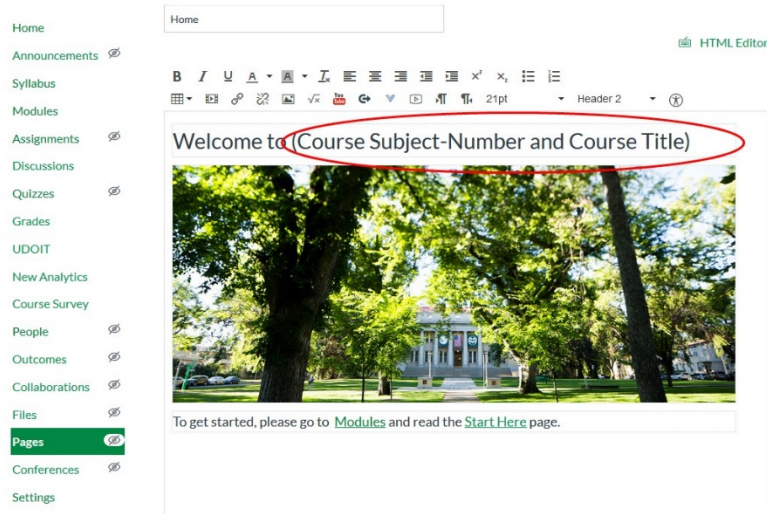 Home
Home
Announcements
HTML Editor
Syllabus
Modules
21pt
Header 2
Assignments
Welcome to (Course Subject-Number and Course Title)
Discussions
Quizzes
Grades
UDOIT
New Analytics
Course Survey
People
Outcomes
Collaborations
Files
To get started, please go to Modules and read the Start Here page.
Pages
Conferences
Settings